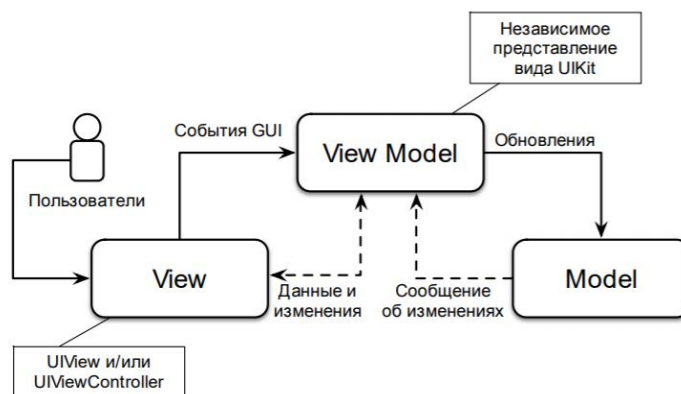 Независимое
представление
вида UIKit
События GUI
View Model
Обновления
Пользователи
View
Данные и
изменения
Сообщение
об изменениях
Model
UIView и/или
UIViewController